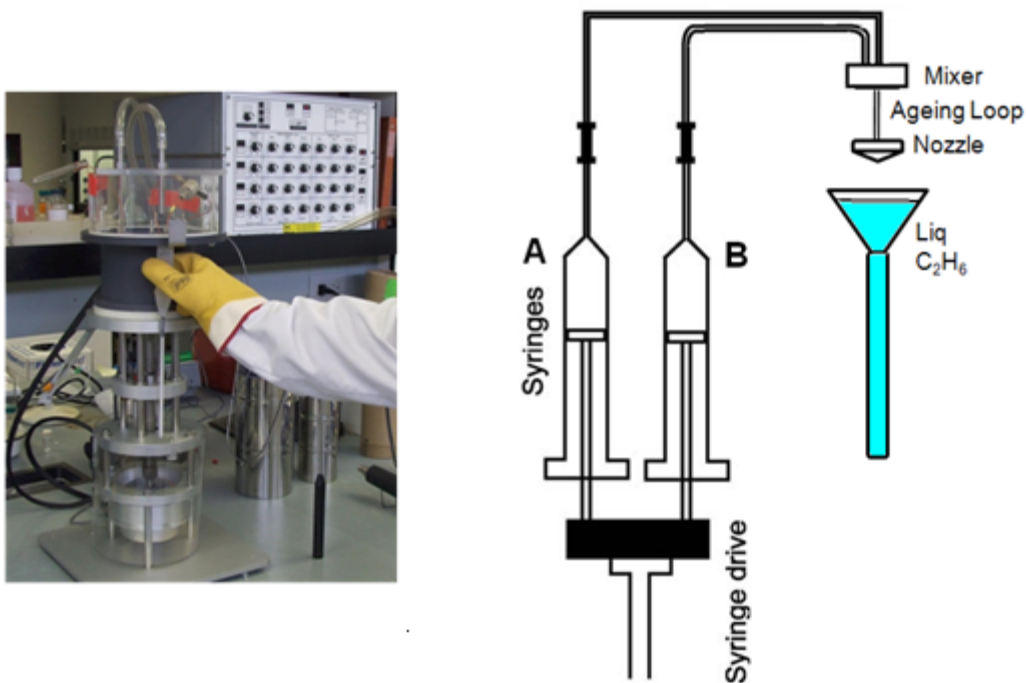 Mixer
Ageing Loop
Nozzle
A
B
Liq
C₂H₆
Syringes
Syringe drive